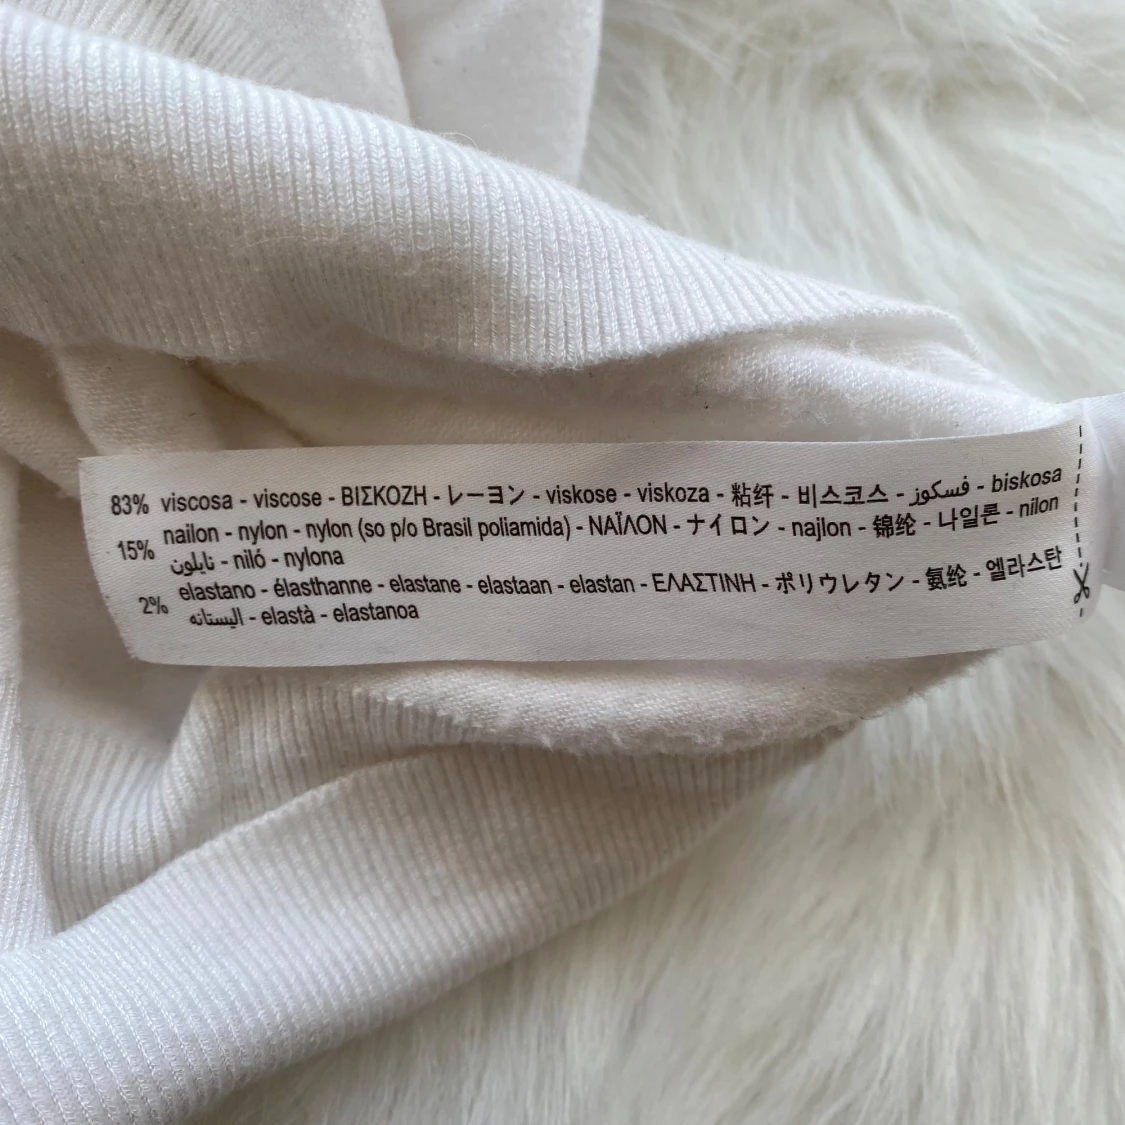 83% viscosa - viscose - ΒΙΣΚΟΖΗ - レーヨン - viskose - viskoza - 粘纤 - 비스코스 - فسكوز - biskosa
15% nailon - nylon - nylon (so p/o Brasil poliamida) - ΝΑΪΛΟΝ - ナイロン - najlon - 锦纶 - 나일론 - nilon
نايلون - niló - nylona
2% elastano - élasthanne - elastane - elastaan - elastan - ΕΛΑΣΤΙΝΗ - ポリウレタン - 氨纶 - 엘라스탄
اليستانه - elastà - elastanoa